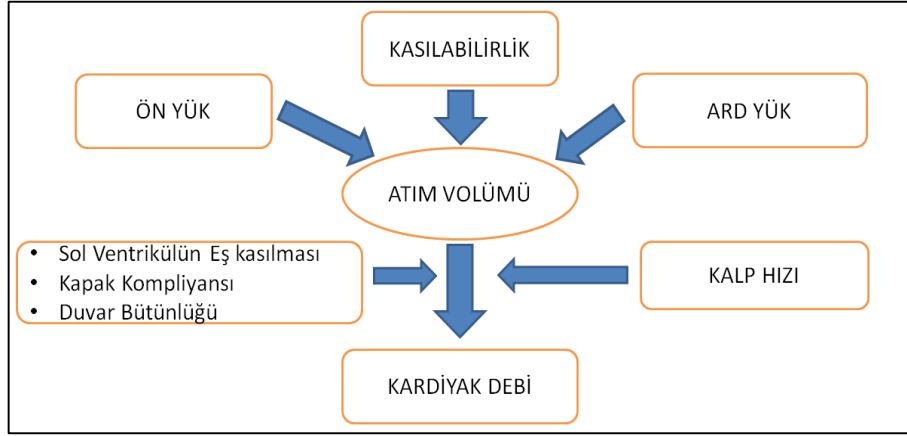 KASILABİLİRLİK
ÖN YÜK
ARD YÜK
ATIM VOLÜMÜ
• Sol Ventrikülün Eş kasılması
• Kapak Kompliyansı
• Duvar Bütünlüğü
KALP HIZI
KARDİYAK DEBİ